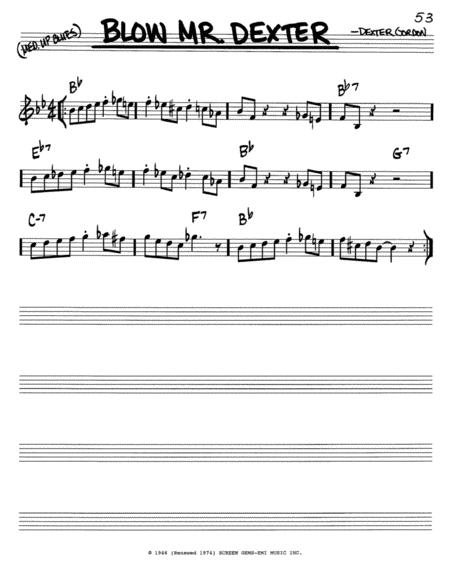 53
(MED. UP BLUES) BLOW MR. DEXTER —DEXTER GORDON
B♭ B♭7
E♭7 B♭ G-7
C-7 F7 B♭
© 1946 (Renewed 1974) SCREEN GEMS-EMI MUSIC INC.